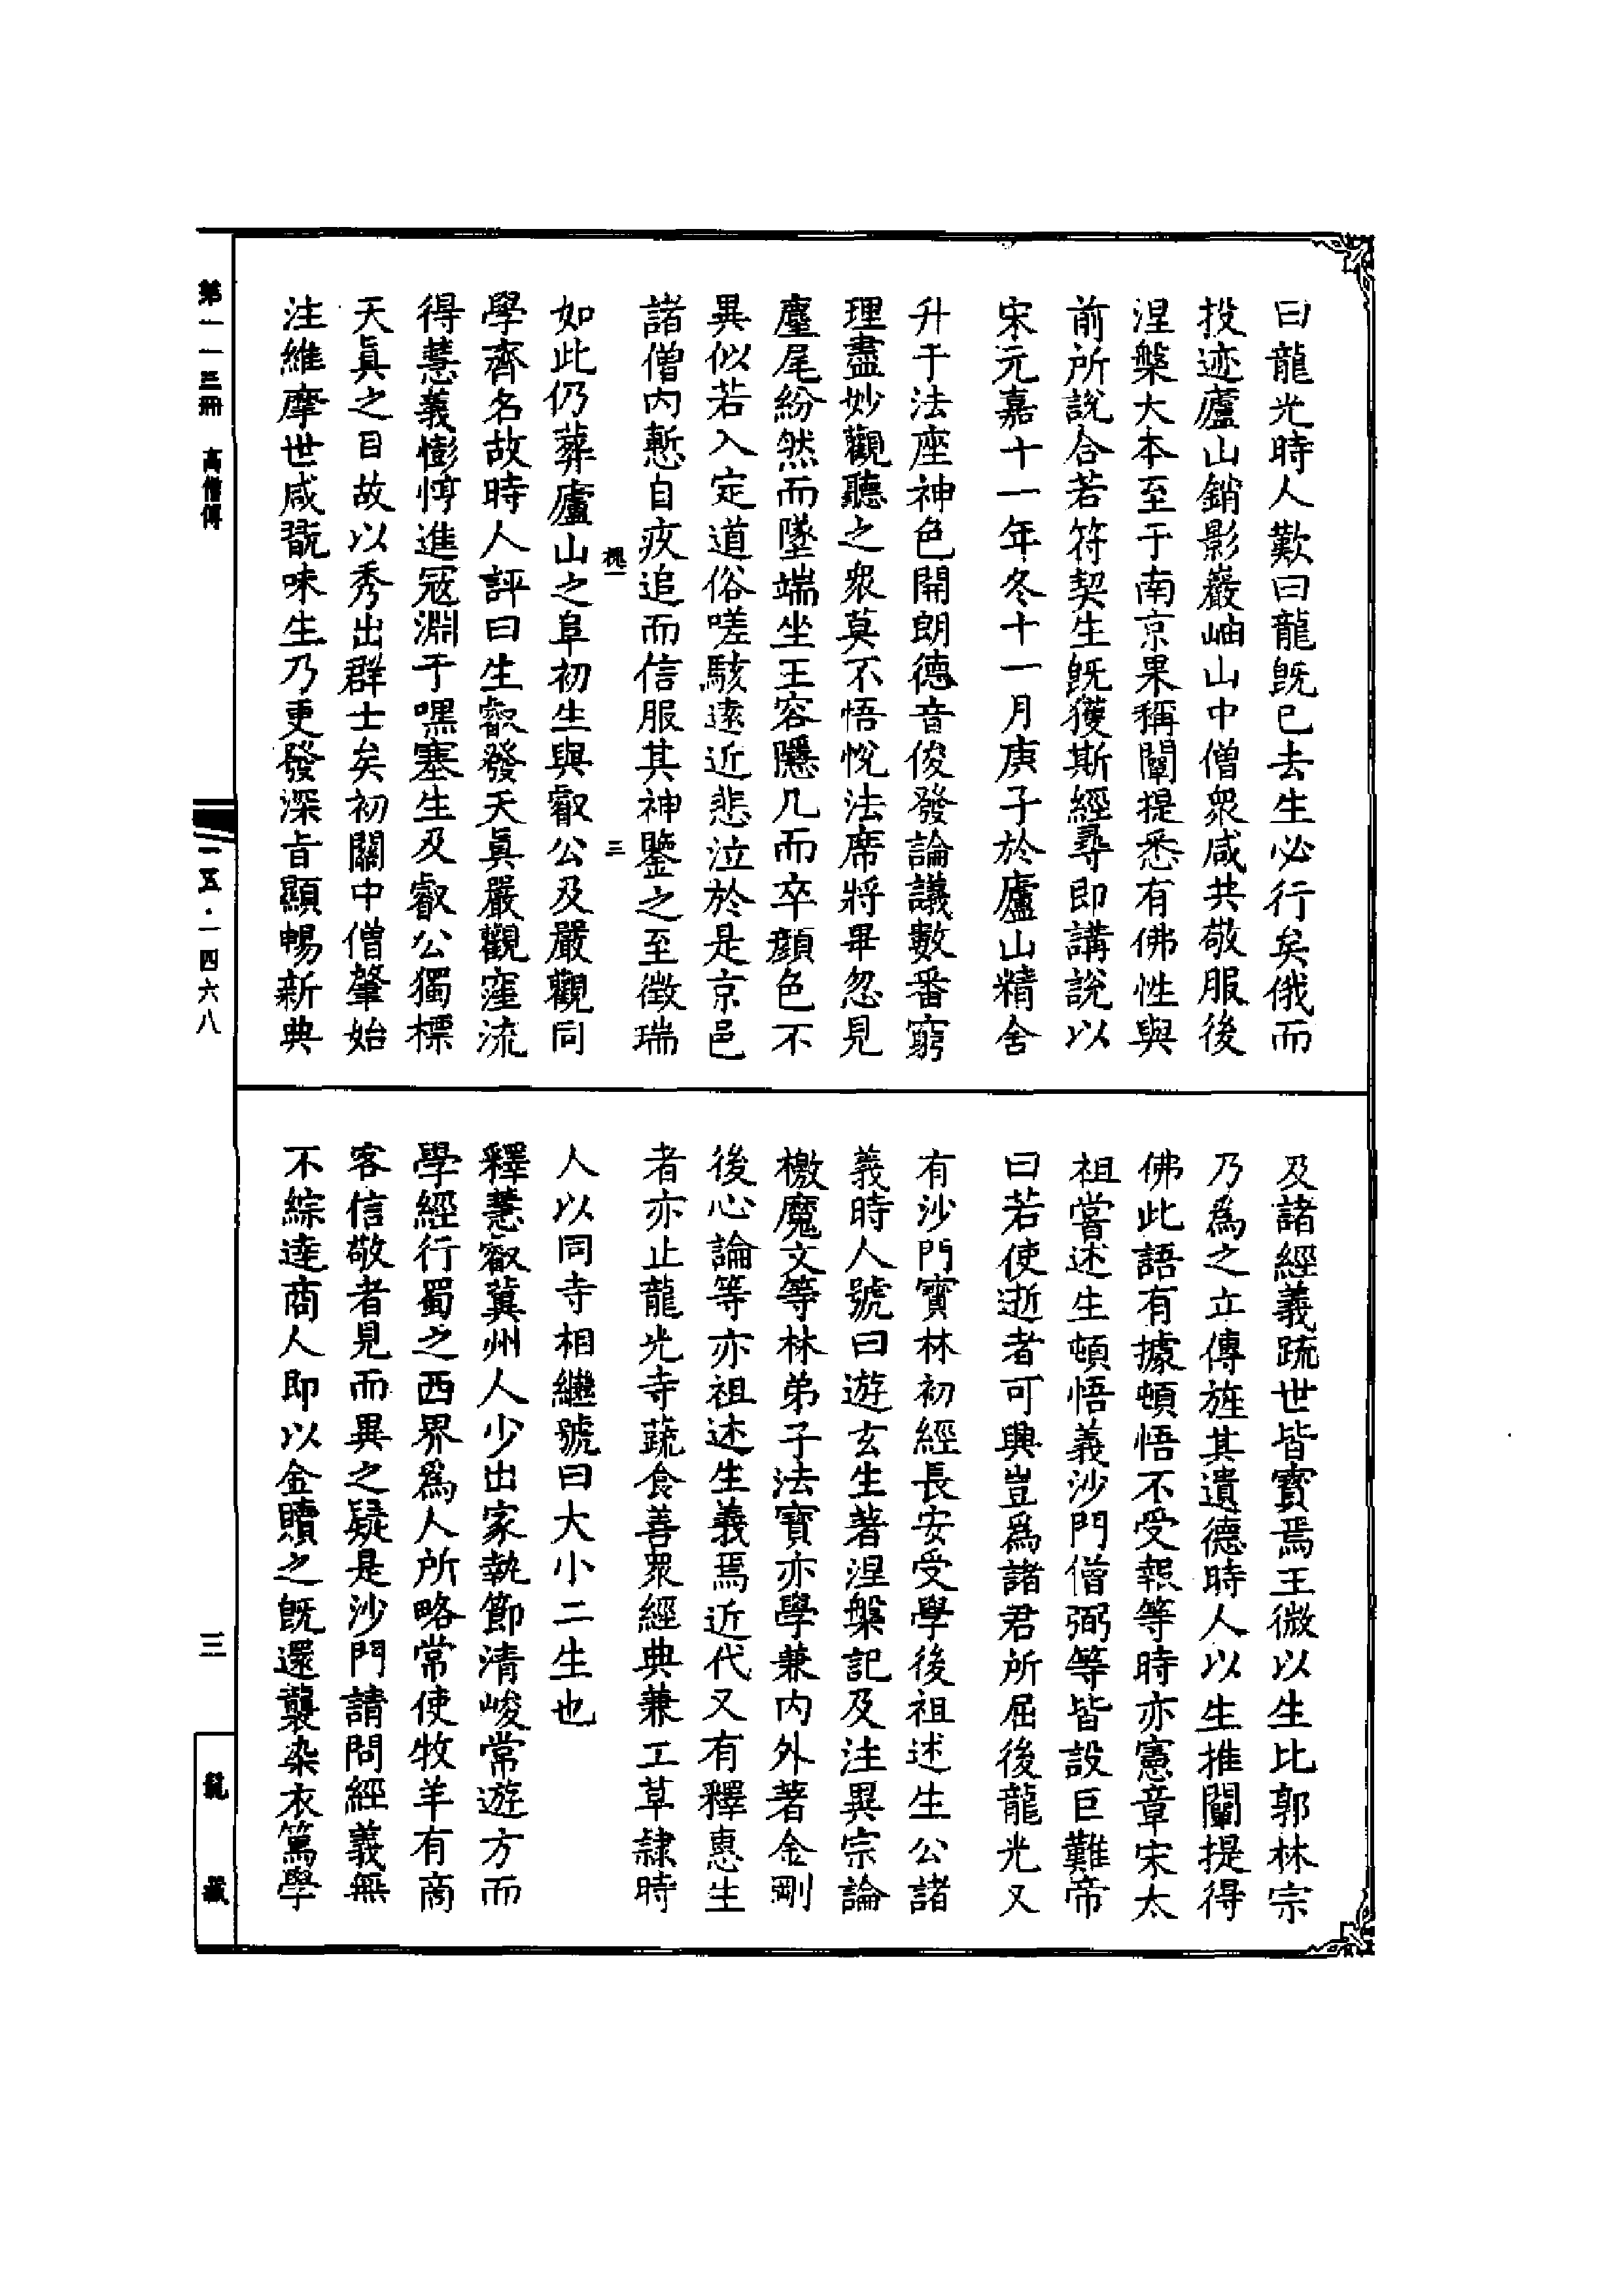 曰龍光時人歎曰龍既已去生必行矣俄而
投迹廬山銷影巖岫山中僧眾咸共敬服後
涅槃大本至于南京果稱闡提悉有佛性與
前所說合若符契生既獲斯經尋即講說以
宋元嘉十一年冬十一月庚子於廬山精舍
升于法座神色開朗德音俊發論議數番窮
理盡妙觀聽之眾莫不悟悅法席將畢忽見
麈尾紛然而墜端坐王容隱几而卒顏色不
異似若入定道俗嗟駭遠近悲泣於是京邑
諸僧內慙自疚追而信服其神鑒之至徵瑞
槐一 三
如此仍葬廬山之阜初生與叡公及嚴觀同
學齊名故時人評曰生叡發天真嚴觀窪流
得慧義憉悙進寇淵于嘿塞生及叡公獨標
天真之目故以秀出群士矣初關中僧肇始
注維摩世咸翫味生乃更發深旨顯暢新典
及諸經義疏世皆寶焉王微以生比郭林宗
乃為之立傳旌其遺德時人以生推闡提得
佛此語有據頓悟不受報等時亦憲章宋太
祖嘗述生頓悟義沙門僧弼等皆設巨難帝
曰若使逝者可興豈為諸君所屈後龍光又
有沙門寶林初經長安受學後祖述生公諸
義時人號曰遊玄生著涅槃記及注異宗論
檄魔文等林弟子法寶亦學兼內外著金剛
後心論等亦祖述生義焉近代又有釋惠生
者亦止龍光寺蔬食善眾經典兼工草隸時
人以同寺相繼號曰大小二生也
釋慧叡冀州人少出家執節清峻常遊方而
學經行蜀之西界為人所略常使牧羊有商
客信敬者見而異之疑是沙門請問經義無
不綜達商人即以金贖之既還襲染衣篤學
第一一三冊 高僧傳
一五·一四六八
三
龍藏